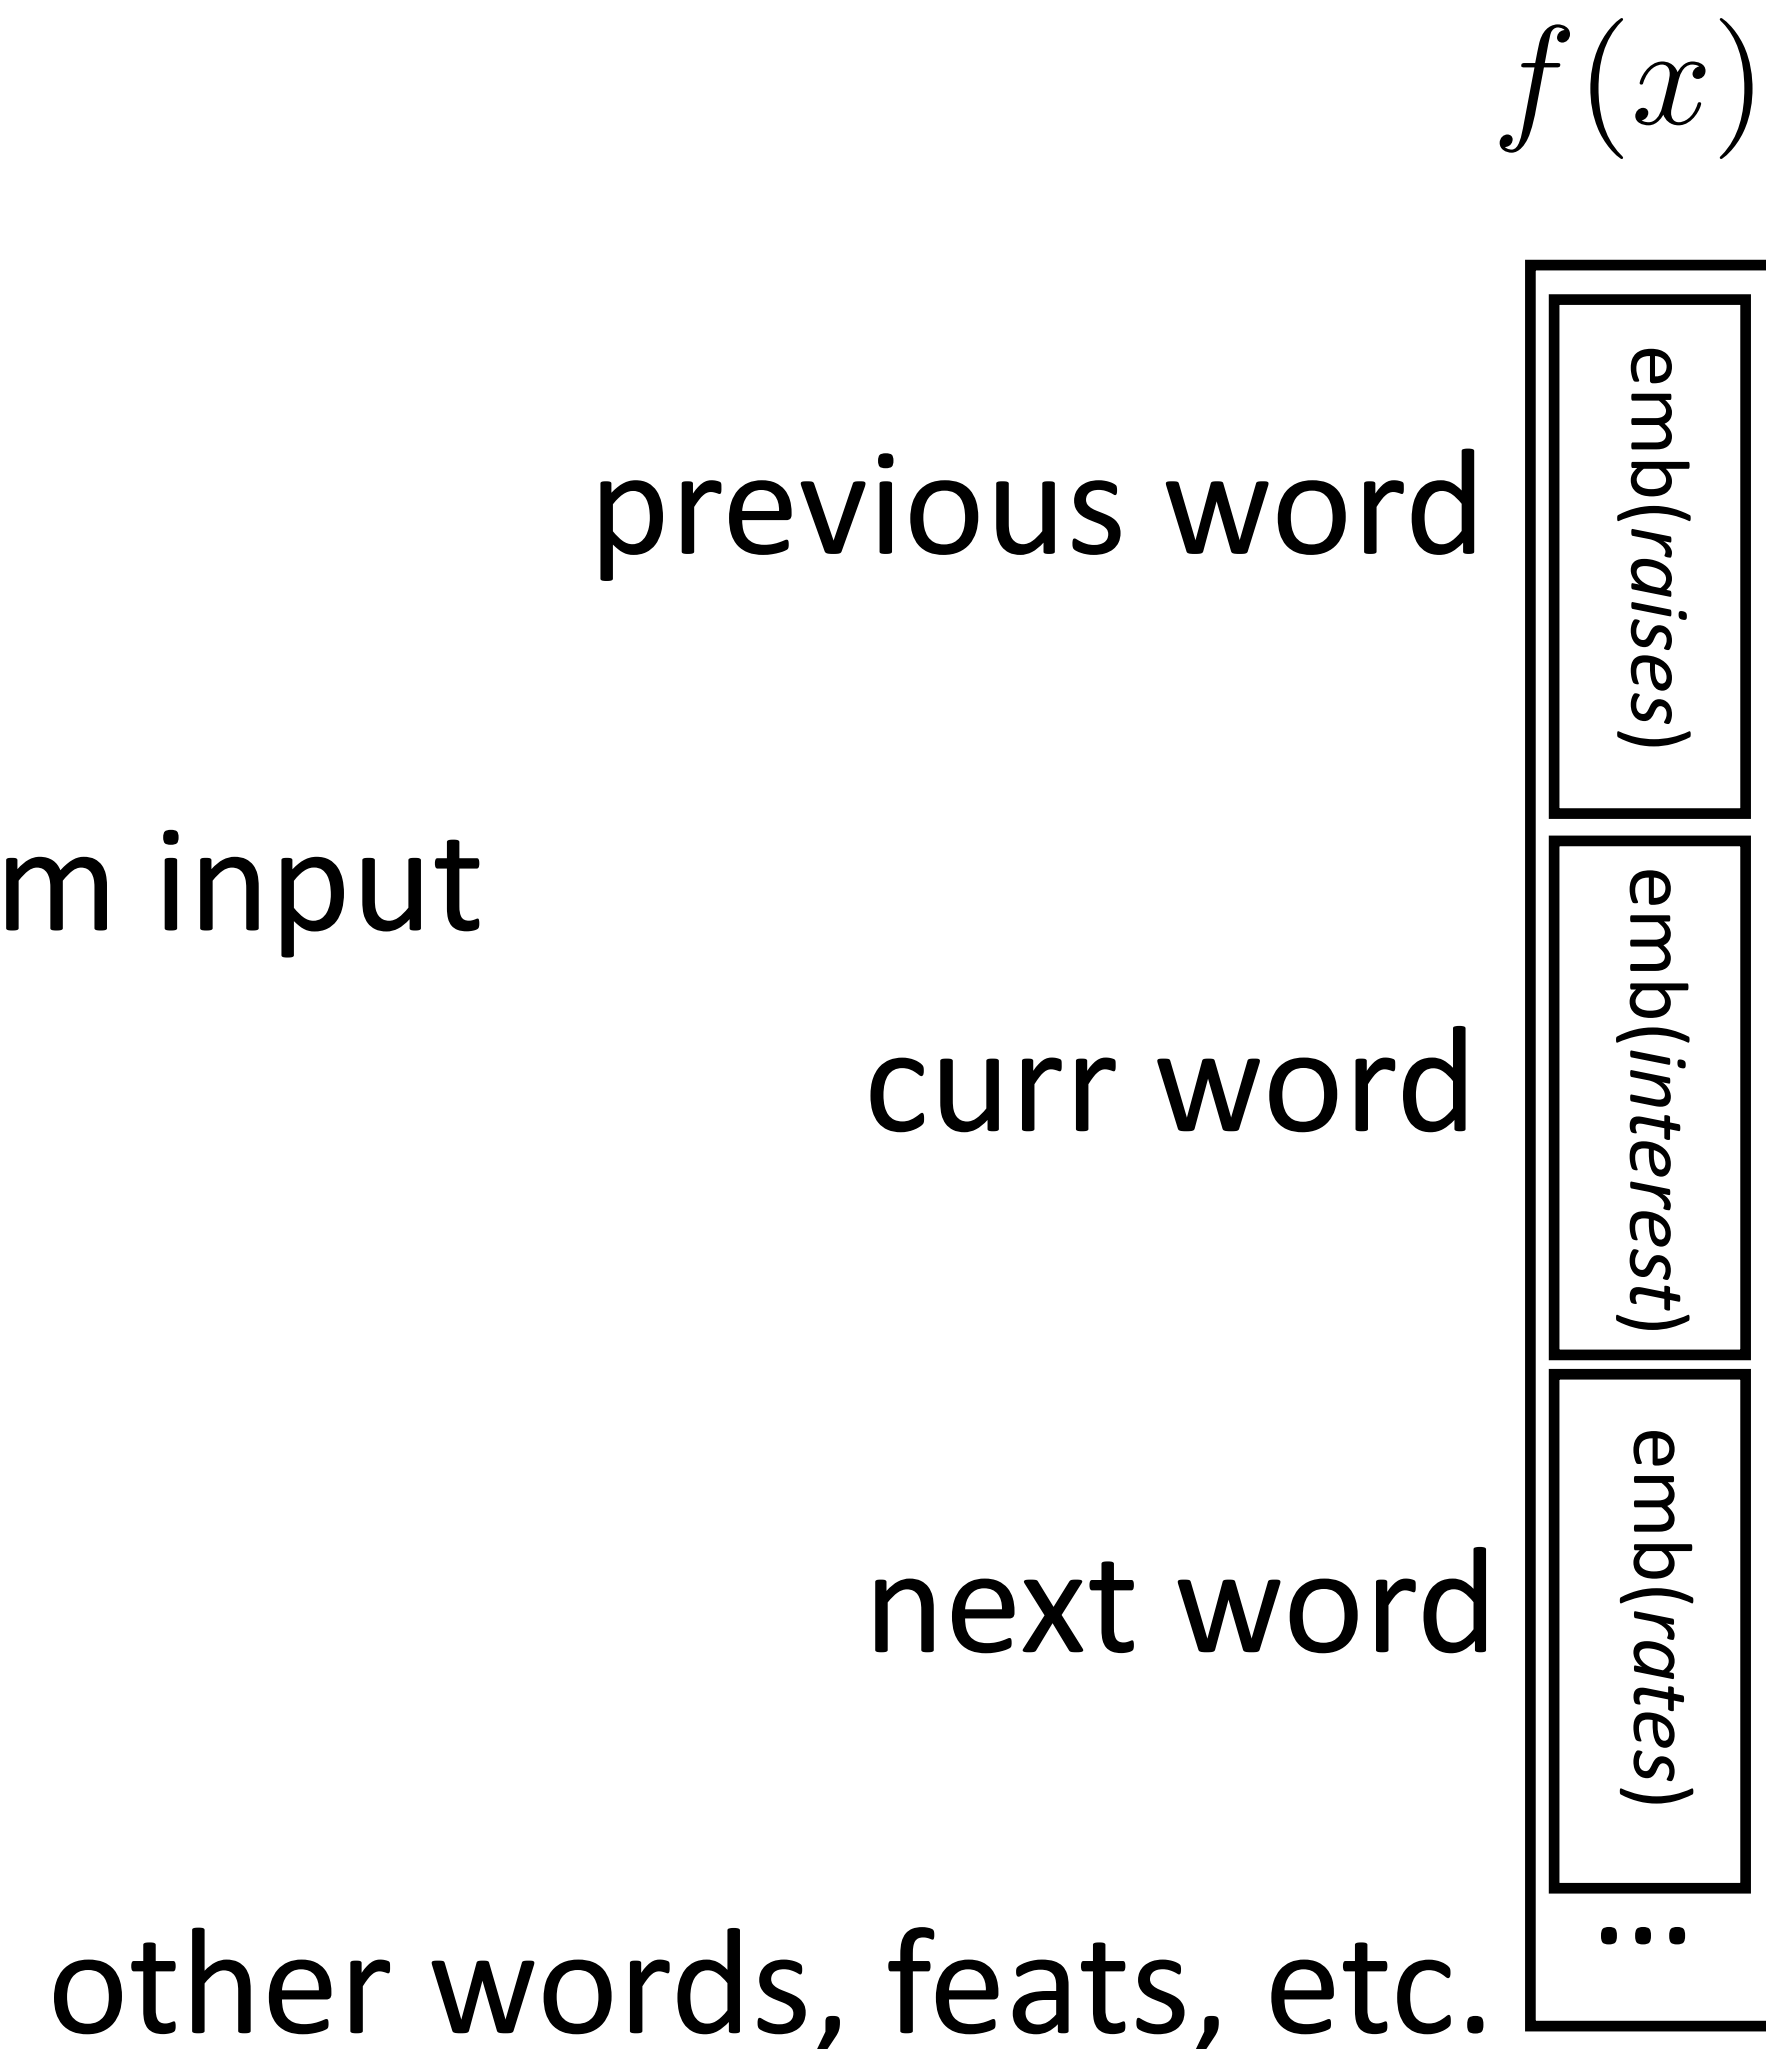 f(x)
emb(raises)
previous word
m input
emb(interest)
curr word
emb(rates)
next word
...
other words, feats, etc.